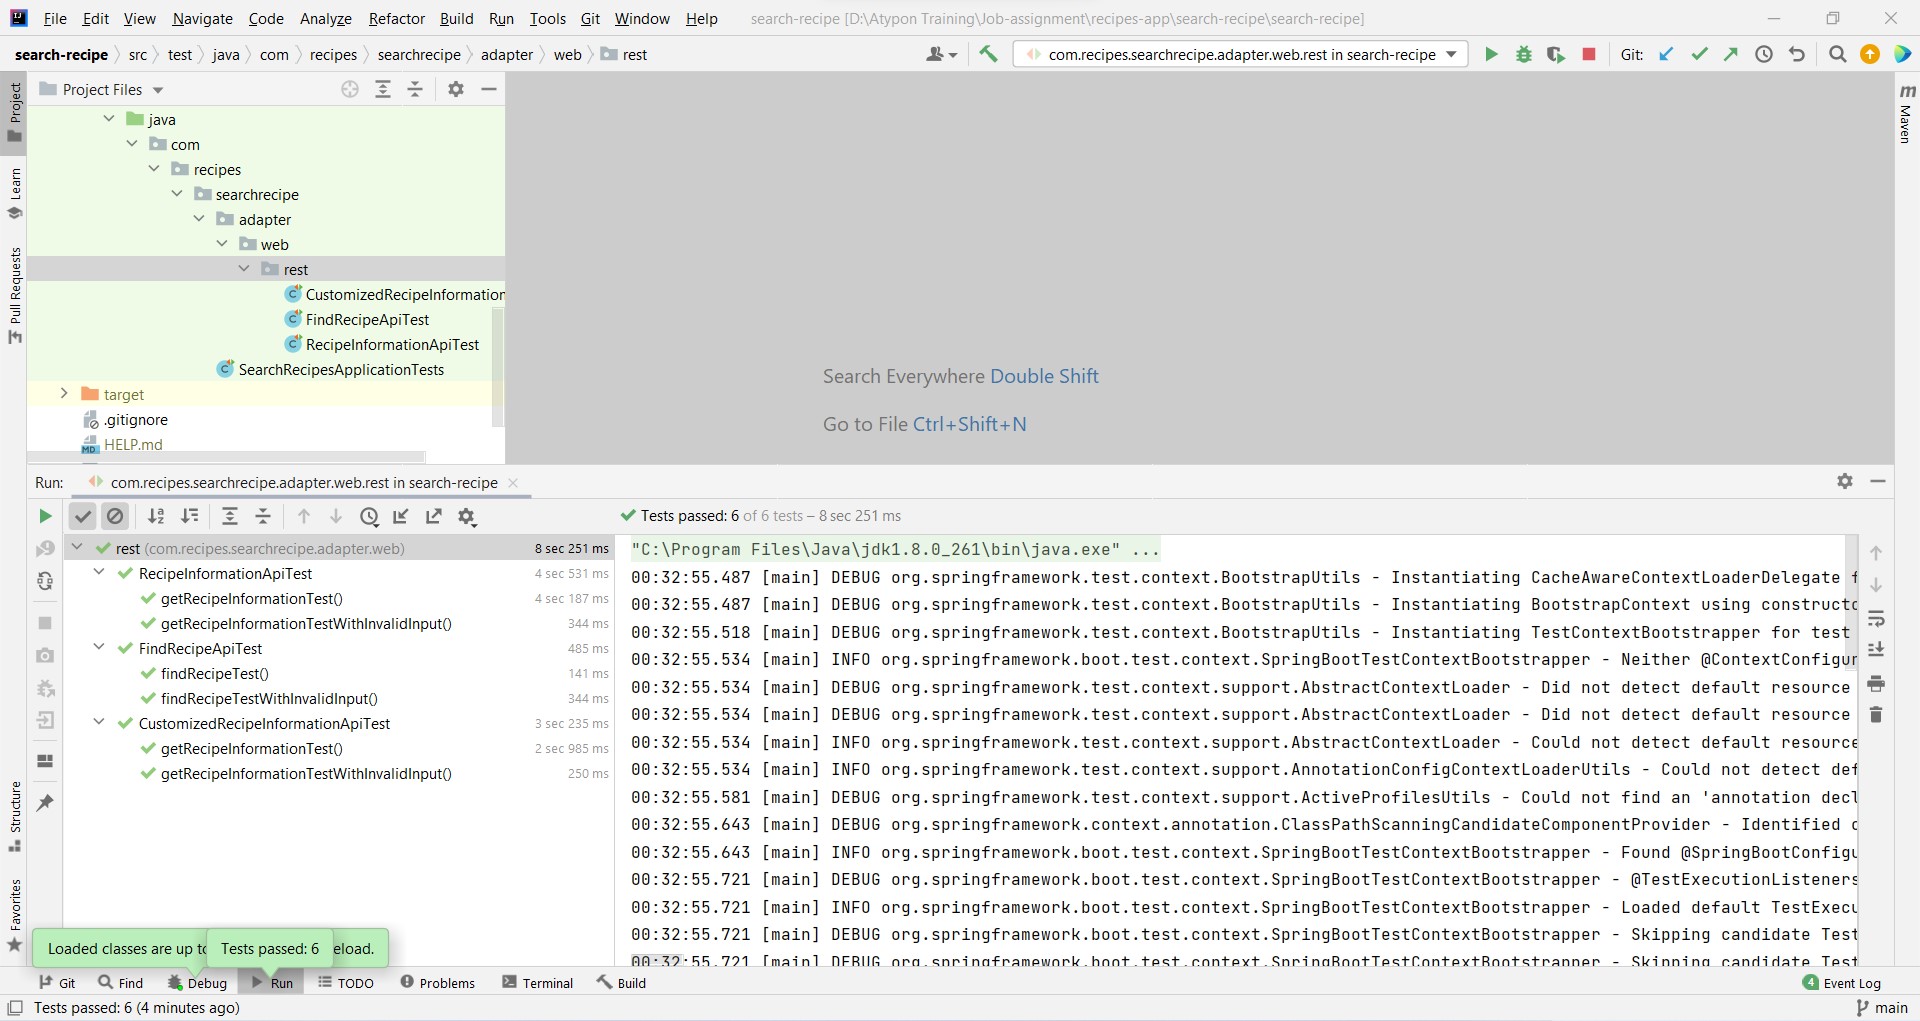 File Edit View Navigate Code Analyze Refactor Build Run Tools Git Window Help search-recipe [D:\Atypon Training\Job-assignment\recipes-app\search-recipe\search-recipe]
search-recipe src test java com recipes searchrecipe adapter web rest com.recipes.searchrecipe.adapter.web.rest in search-recipe Git:
Project
Learn
Pull Requests
Structure
Favorites
m Maven
Project Files
java
com
recipes
searchrecipe
adapter
web
rest
CustomizedRecipeInformation
FindRecipeApiTest
RecipeInformationApiTest
SearchRecipesApplicationTests
target
.gitignore
HELP.md
Search Everywhere Double Shift
Go to File Ctrl+Shift+N
Run: com.recipes.searchrecipe.adapter.web.rest in search-recipe
Tests passed: 6 of 6 tests – 8 sec 251 ms
rest (com.recipes.searchrecipe.adapter.web) 8 sec 251 ms
RecipeInformationApiTest 4 sec 531 ms
getRecipeInformationTest() 4 sec 187 ms
getRecipeInformationTestWithInvalidInput() 344 ms
FindRecipeApiTest 485 ms
findRecipeTest() 141 ms
findRecipeTestWithInvalidInput() 344 ms
CustomizedRecipeInformationApiTest 3 sec 235 ms
getRecipeInformationTest() 2 sec 985 ms
getRecipeInformationTestWithInvalidInput() 250 ms
"C:\Program Files\Java\jdk1.8.0_261\bin\java.exe" ...
00:32:55.487 [main] DEBUG org.springframework.test.context.BootstrapUtils - Instantiating CacheAwareContextLoaderDelegate f
00:32:55.487 [main] DEBUG org.springframework.test.context.BootstrapUtils - Instantiating BootstrapContext using constructo
00:32:55.518 [main] DEBUG org.springframework.test.context.BootstrapUtils - Instantiating TestContextBootstrapper for test
00:32:55.534 [main] INFO org.springframework.boot.test.context.SpringBootTestContextBootstrapper - Neither @ContextConfigur
00:32:55.534 [main] DEBUG org.springframework.test.context.support.AbstractContextLoader - Did not detect default resource
00:32:55.534 [main] DEBUG org.springframework.test.context.support.AbstractContextLoader - Did not detect default resource
00:32:55.534 [main] INFO org.springframework.test.context.support.AbstractContextLoader - Could not detect default resource
00:32:55.534 [main] INFO org.springframework.test.context.support.AnnotationConfigContextLoaderUtils - Could not detect def
00:32:55.581 [main] DEBUG org.springframework.test.context.support.ActiveProfilesUtils - Could not find an 'annotation decl
00:32:55.643 [main] DEBUG org.springframework.context.annotation.ClassPathScanningCandidateComponentProvider - Identified c
00:32:55.643 [main] INFO org.springframework.boot.test.context.SpringBootTestContextBootstrapper - Found @SpringBootConfigu
00:32:55.721 [main] DEBUG org.springframework.boot.test.context.SpringBootTestContextBootstrapper - @TestExecutionListeners
00:32:55.721 [main] INFO org.springframework.boot.test.context.SpringBootTestContextBootstrapper - Loaded default TestExecu
00:32:55.721 [main] DEBUG org.springframework.boot.test.context.SpringBootTestContextBootstrapper - Skipping candidate Test
00:32:55.721 [main] DEBUG org.springframework.boot.test.context.SpringBootTestContextBootstrapper - Skipping candidate Test
Loaded classes are up to Tests passed: 6 eload.
Git Find Debug Run TODO Problems Terminal Build 4 Event Log
Tests passed: 6 (4 minutes ago) main